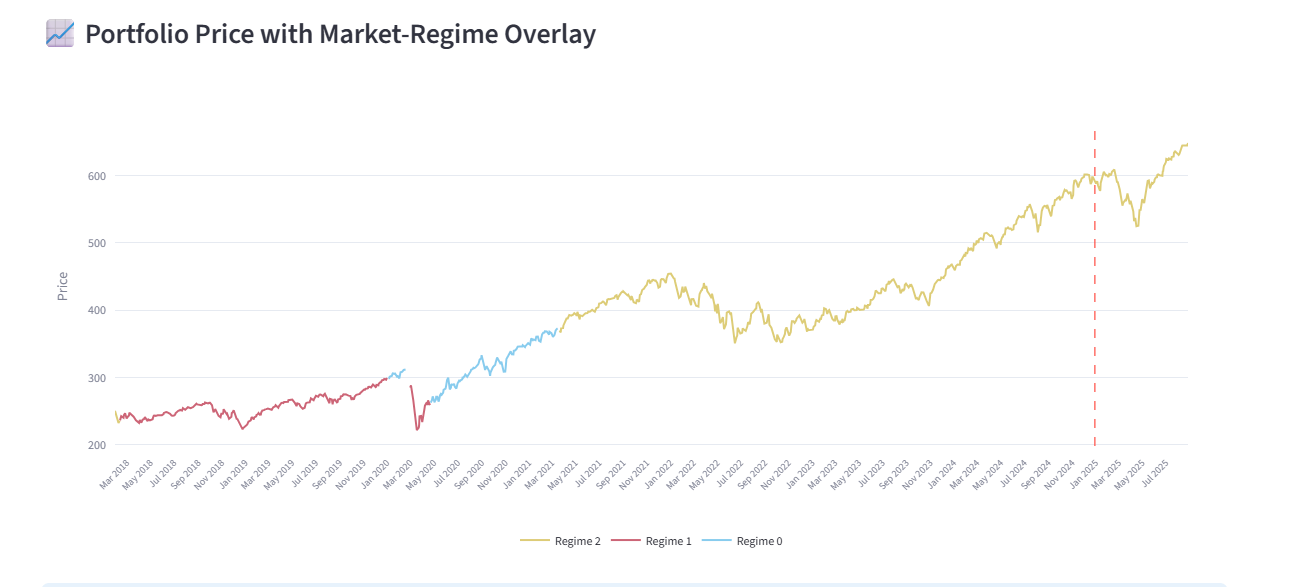 Portfolio Price with Market-Regime Overlay
Price
600
500
400
300
200
Mar 2018
May 2018
Jul 2018
Sep 2018
Nov 2018
Jan 2019
Mar 2019
May 2019
Jul 2019
Sep 2019
Nov 2019
Jan 2020
Mar 2020
May 2020
Jul 2020
Sep 2020
Nov 2020
Jan 2021
Mar 2021
May 2021
Jul 2021
Sep 2021
Nov 2021
Jan 2022
Mar 2022
May 2022
Jul 2022
Sep 2022
Nov 2022
Jan 2023
Mar 2023
May 2023
Jul 2023
Sep 2023
Nov 2023
Jan 2024
Mar 2024
May 2024
Jul 2024
Sep 2024
Nov 2024
Jan 2025
Mar 2025
May 2025
Jul 2025
Regime 2
Regime 1
Regime 0